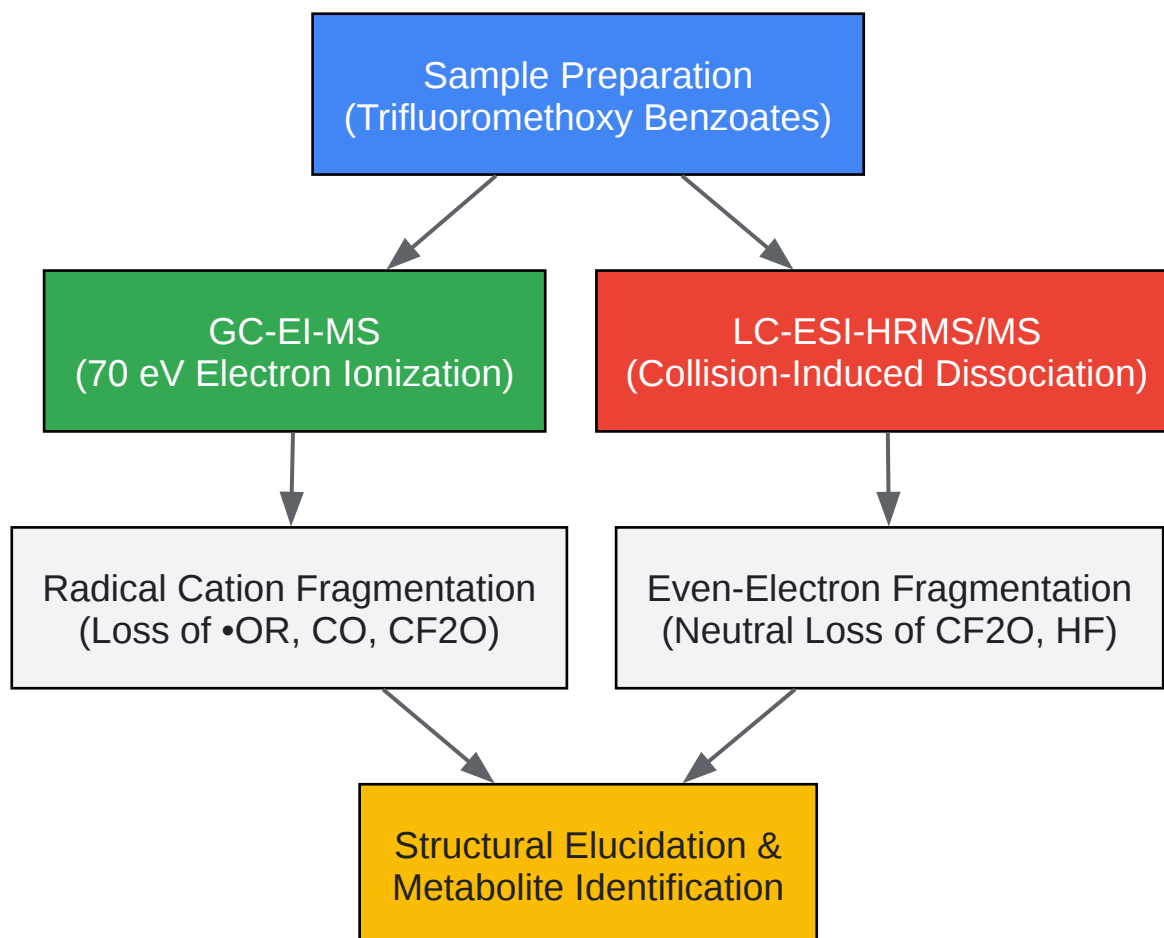 Sample Preparation
(Trifluoromethoxy Benzoates)
GC-EI-MS
(70 eV Electron Ionization)
LC-ESI-HRMS/MS
(Collision-Induced Dissociation)
Radical Cation Fragmentation
(Loss of •OR, CO, CF2O)
Even-Electron Fragmentation
(Neutral Loss of CF2O, HF)
Structural Elucidation &
Metabolite Identification